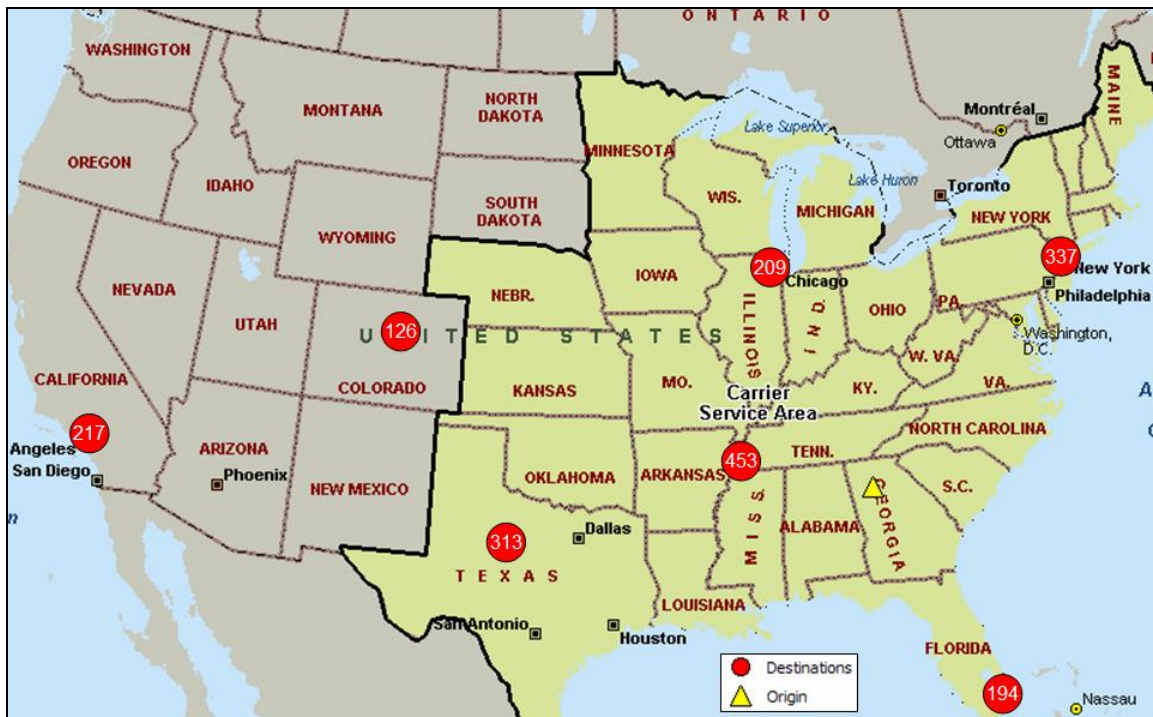 ONTARIO
WASHINGTON
MONTANA
NORTH
DAKOTA
MINNESOTA
Lake Superior
Montréal
Ottawa
MAINE
OREGON
IDAHO
SOUTH
DAKOTA
WIS.
MICHIGAN
Lake Huron
Toronto
NEW YORK
WYOMING
NEVADA
UTAH
NEBR.
IOWA
209
Chicago
337
New York
Philadelphia
OHIO
PA.
Washington,
D.C.
126
UNITED STATES
COLORADO
ILLINOIS
IND.
W. VA.
VA.
CALIFORNIA
KANSAS
MO.
KY.
Carrier
Service Area
217
Angeles
San Diego
ARIZONA
Phoenix
NEW MEXICO
OKLAHOMA
ARKANSAS
453
TENN.
NORTH CAROLINA
S.C.
MISS.
ALABAMA
GEORGIA
313
Dallas
TEXAS
San Antonio
Houston
LOUISIANA
FLORIDA
194
Nassau
Destinations
Origin